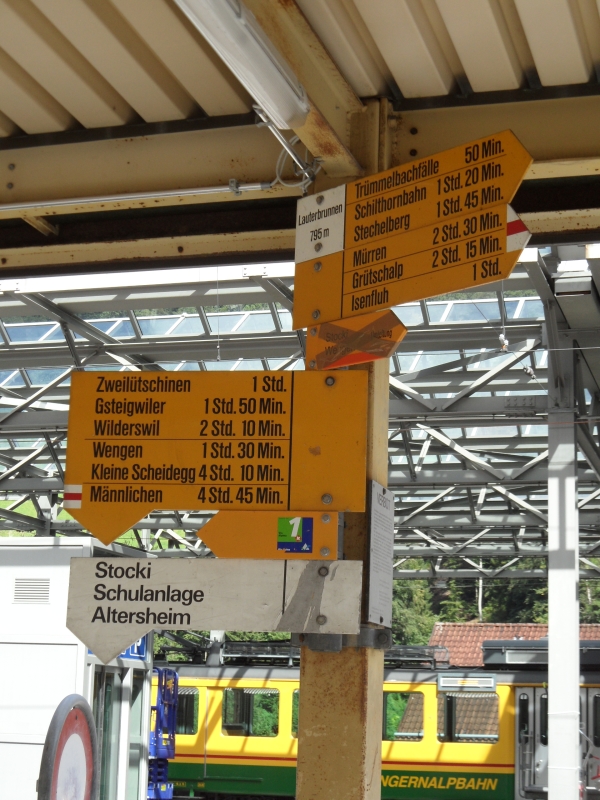 Lauterbrunnen
795 m
Trümmelbachfälle 50 Min.
Schilthornbahn 1 Std. 20 Min.
Stechelberg 1 Std. 45 Min.
Mürren 2 Std. 30 Min.
Grütschalp 2 Std. 15 Min.
Isenfluh 1 Std.
Zweilütschinen 1 Std.
Gsteigwiler 1 Std. 50 Min.
Wilderswil 2 Std. 10 Min.
Wengen 1 Std. 30 Min.
Kleine Scheidegg 4 Std. 10 Min.
Männlichen 4 Std. 45 Min.
1
Stocki
Schulanlage
Altersheim
NGERNALPBAHN